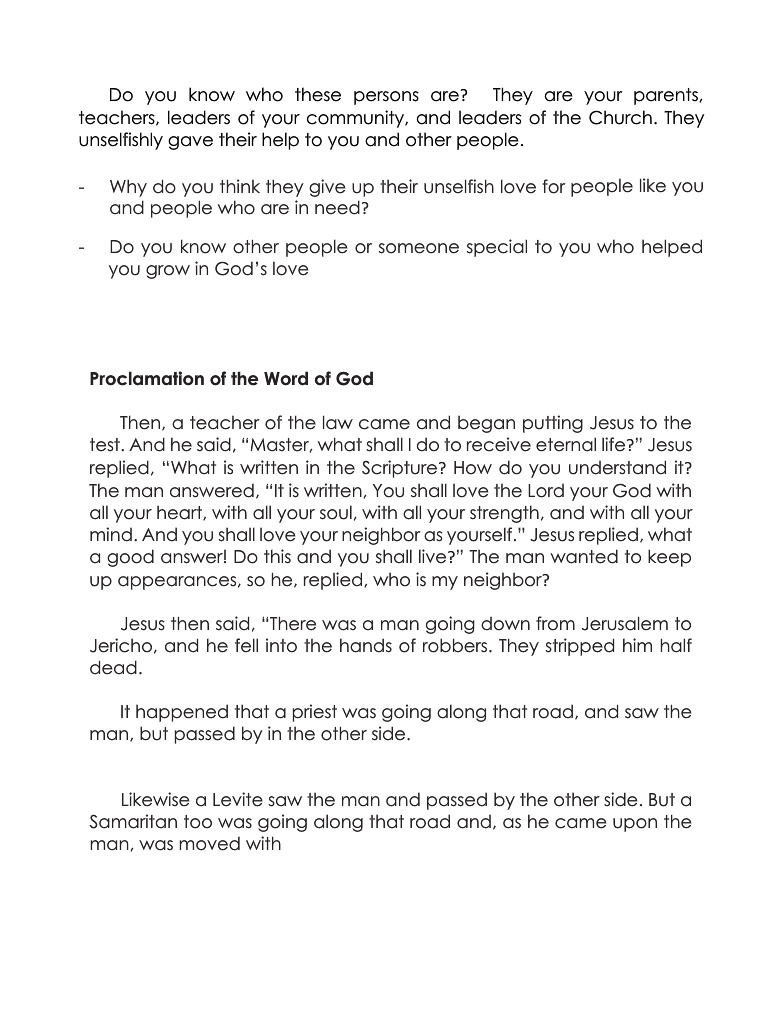 Do you know who these persons are? They are your parents,
teachers, leaders of your community, and leaders of the Church. They
unselfishly gave their help to you and other people.
- Why do you think they give up their unselfish love for people like you
and people who are in need?
- Do you know other people or someone special to you who helped
you grow in God’s love
Proclamation of the Word of God
Then, a teacher of the law came and began putting Jesus to the
test. And he said, “Master, what shall I do to receive eternal life?” Jesus
replied, “What is written in the Scripture? How do you understand it?
The man answered, “It is written, You shall love the Lord your God with
all your heart, with all your soul, with all your strength, and with all your
mind. And you shall love your neighbor as yourself.” Jesus replied, what
a good answer! Do this and you shall live?” The man wanted to keep
up appearances, so he, replied, who is my neighbor?
Jesus then said, “There was a man going down from Jerusalem to
Jericho, and he fell into the hands of robbers. They stripped him half
dead.
It happened that a priest was going along that road, and saw the
man, but passed by in the other side.
Likewise a Levite saw the man and passed by the other side. But a
Samaritan too was going along that road and, as he came upon the
man, was moved with